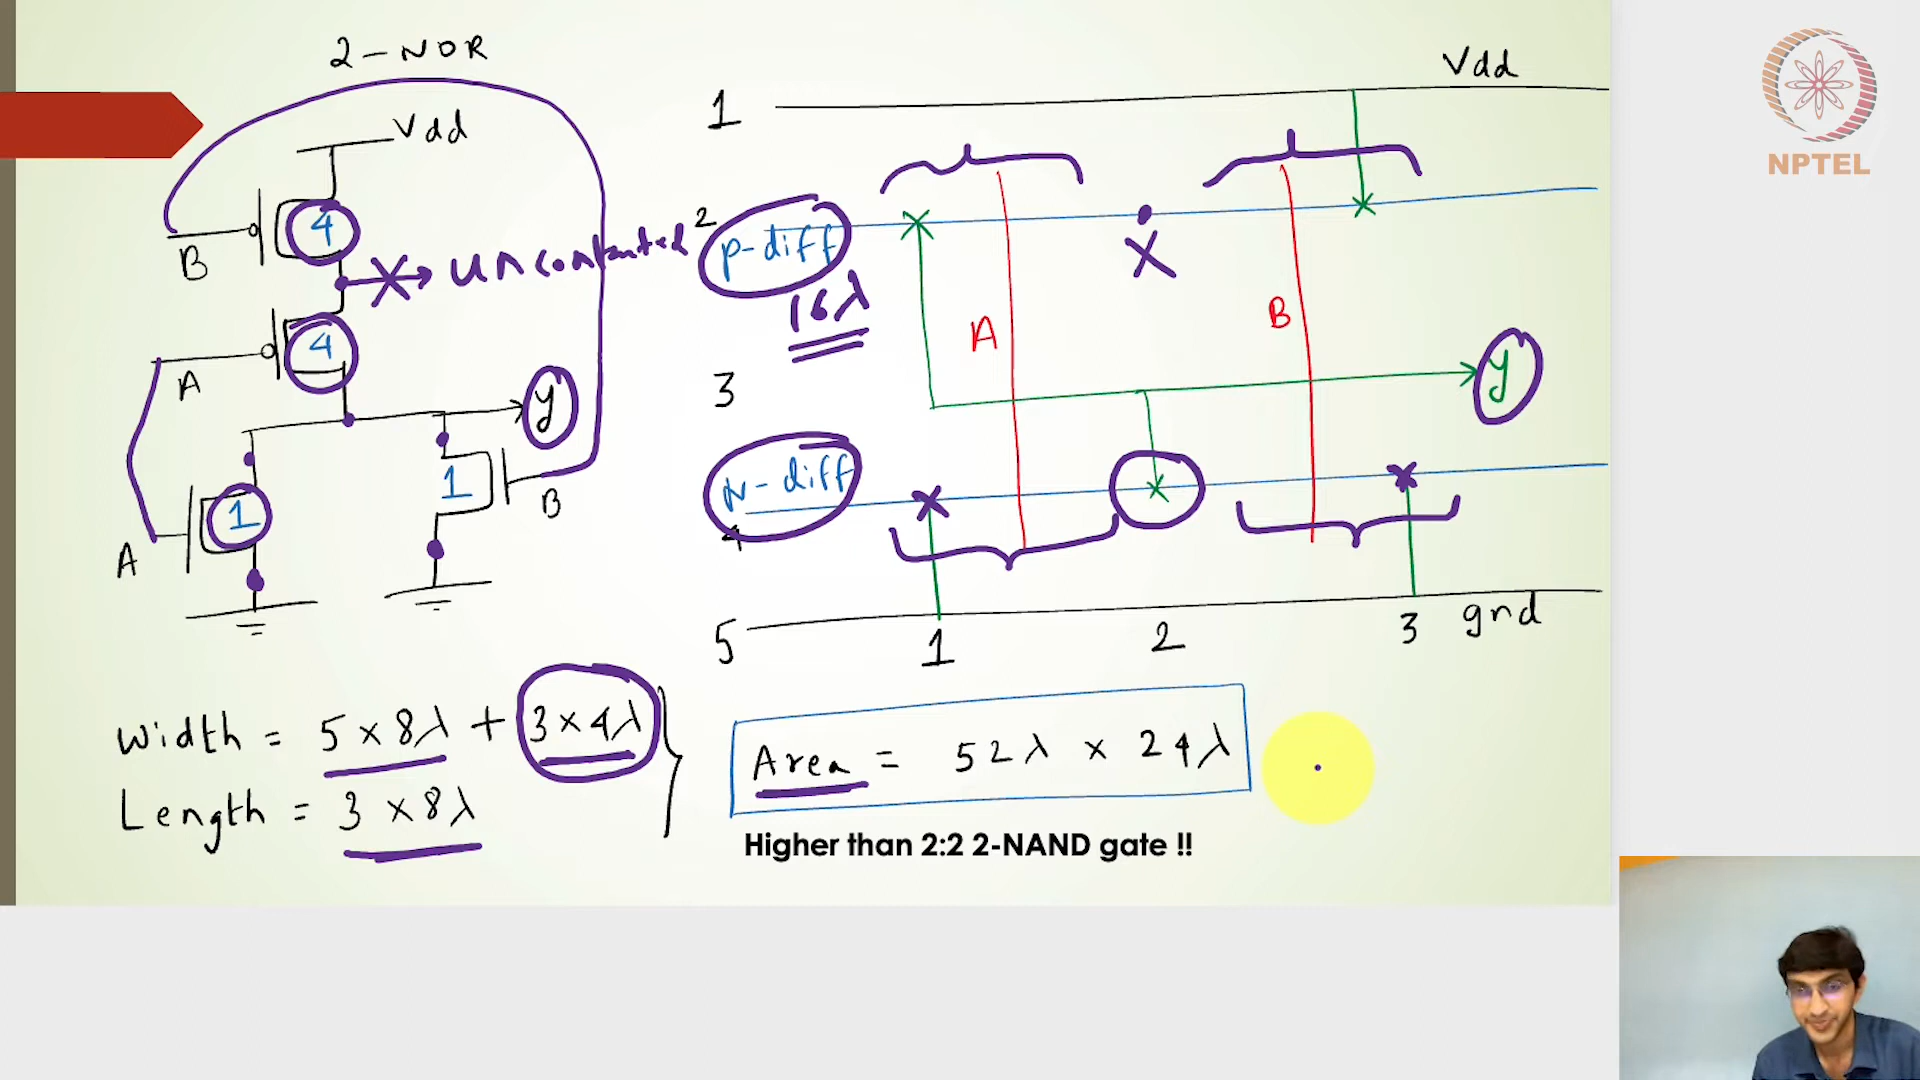 2-NOR
Vdd
4
B
uncontacted
4
A
y
1
1
B
A
1
Vdd
2
p-diff
16λ
X
A
B
3
y
n-diff
4
5
1
2
3
gnd
Width = 5 x 8λ + 3 x 4λ
Length = 3 x 8λ
Area = 52λ x 24λ
Higher than 2:2 2-NAND gate !!
NPTEL